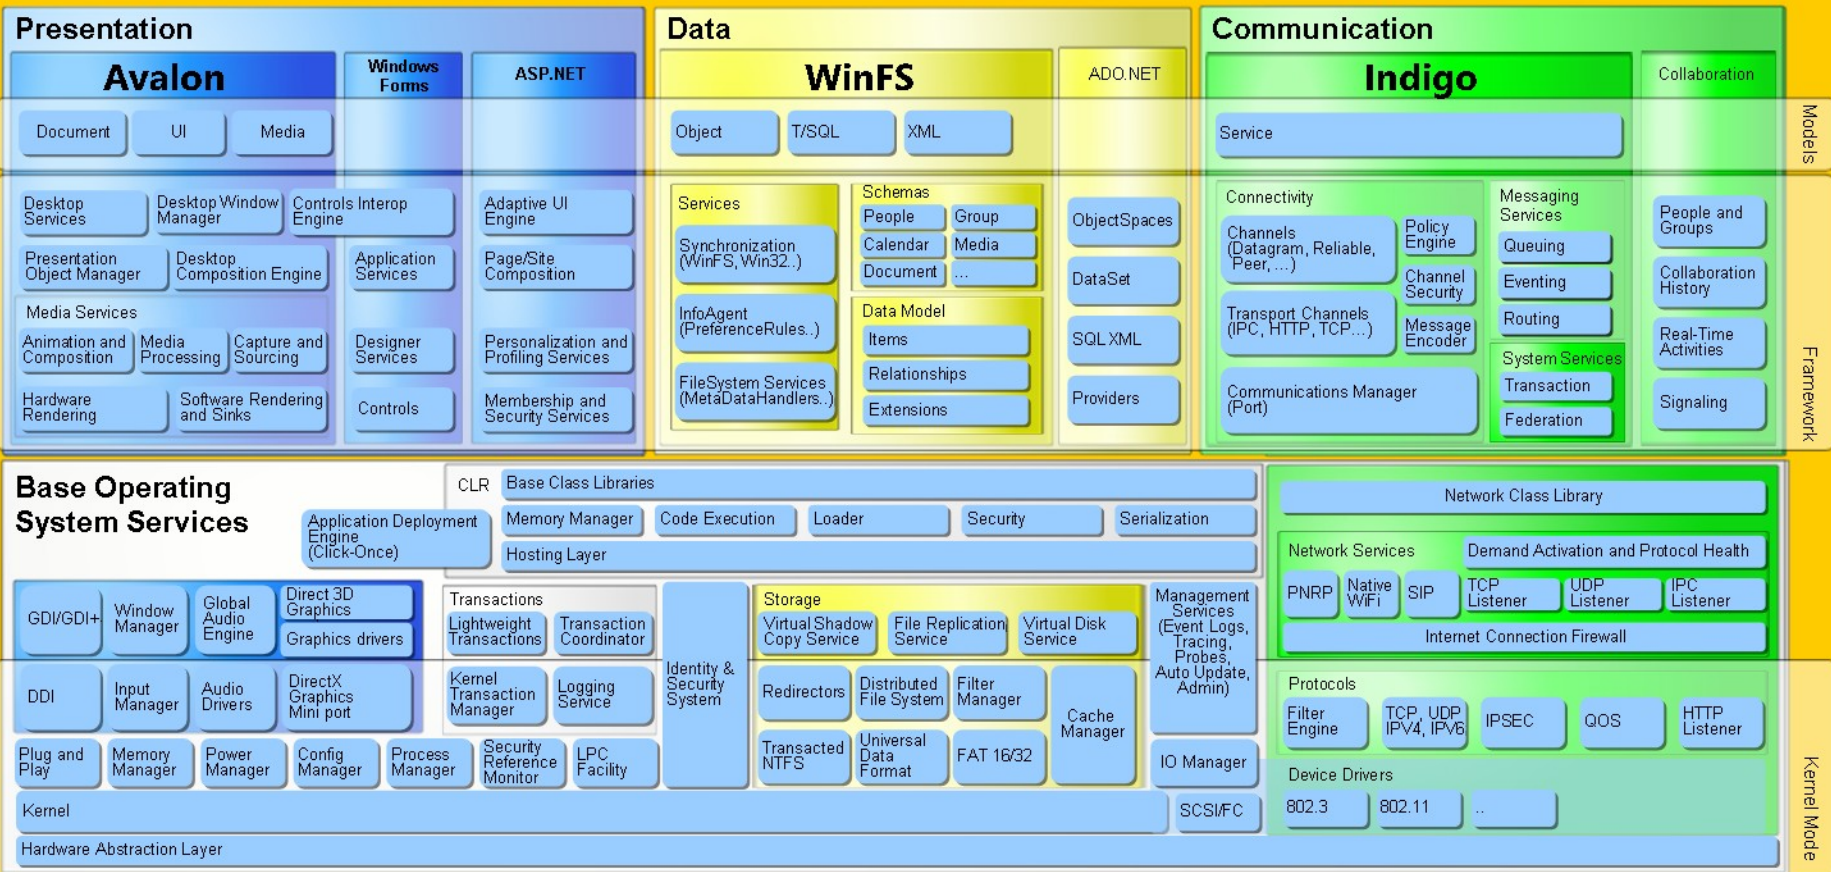 Presentation
Avalon
Windows
Forms
ASP.NET
Document
UI
Media
Desktop
Services
Desktop Window
Manager
Controls Interop
Engine
Adaptive UI
Engine
Presentation
Object Manager
Desktop
Composition Engine
Application
Services
Page/Site
Composition
Media Services
Animation and
Composition
Media
Processing
Capture and
Sourcing
Designer
Services
Personalization and
Profiling Services
Hardware
Rendering
Software Rendering
and Sinks
Controls
Membership and
Security Services
Data
WinFS
ADO.NET
Object
T/SQL
XML
Services
Synchronization
(WinFS, Win32..)
InfoAgent
(PreferenceRules..)
FileSystem Services
(MetaDataHandlers..)
Schemas
People
Group
Calendar
Media
Document
...
Data Model
Items
Relationships
Extensions
ObjectSpaces
DataSet
SQL XML
Providers
Communication
Indigo
Collaboration
Service
Connectivity
Channels
(Datagram, Reliable,
Peer, ...)
Policy
Engine
Channel
Security
Transport Channels
(IPC, HTTP, TCP...)
Message
Encoder
Communications Manager
(Port)
Messaging
Services
Queuing
Eventing
Routing
System Services
Transaction
Federation
People and
Groups
Collaboration
History
Real-Time
Activities
Signaling
Models
Framework
Base Operating
System Services
Application Deployment
Engine
(Click-Once)
CLR
Base Class Libraries
Memory Manager
Code Execution
Loader
Security
Serialization
Hosting Layer
GDI/GDI+
Window
Manager
Global
Audio
Engine
Direct 3D
Graphics
Graphics drivers
DDI
Input
Manager
Audio
Drivers
DirectX
Graphics
Mini port
Transactions
Lightweight
Transactions
Transaction
Coordinator
Kernel
Transaction
Manager
Logging
Service
Identity &
Security
System
Storage
Virtual Shadow
Copy Service
File Replication
Service
Virtual Disk
Service
Redirectors
Distributed
File System
Filter
Manager
Cache
Manager
Transacted
NTFS
Universal
Data
Format
FAT 16/32
Management
Services
(Event Logs,
Tracing,
Probes,
Auto Update,
Admin)
IO Manager
Plug and
Play
Memory
Manager
Power
Manager
Config
Manager
Process
Manager
Security
Reference
Monitor
LPC
Facility
Kernel
SCSI/FC
Hardware Abstraction Layer
Network Class Library
Network Services
Demand Activation and Protocol Health
PNRP
Native
WiFi
SIP
TCP
Listener
UDP
Listener
IPC
Listener
Internet Connection Firewall
Protocols
Filter
Engine
TCP, UDP
IPV4, IPV6
IPSEC
QOS
HTTP
Listener
Device Drivers
802.3
802.11
..
Kernel Mode